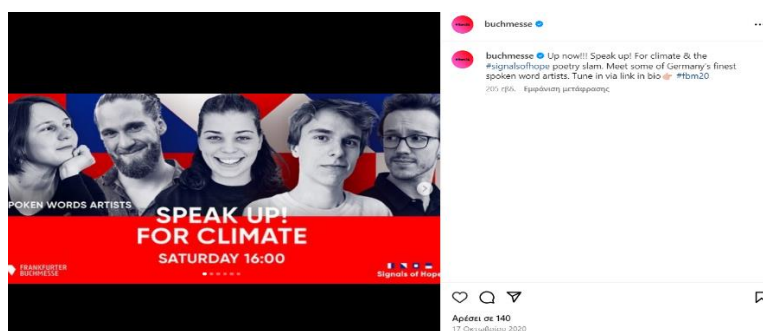 buchmesse
buchmesse Up now!!! Speak up! For climate & the
#signalsofhope poetry slam. Meet some of Germany's finest
spoken word artists. Tune in via link in bio 👉🏻 #fbm20
205 εβδ. Εμφάνιση μετάφρασης
POKEN WORDS ARTISTS
SPEAK UP!
FOR CLIMATE
SATURDAY 16:00
FRANKFURTER
BUCHMESSE
Signals of Hope
Αρέσει σε 140
17 Οκτωβρίου 2020